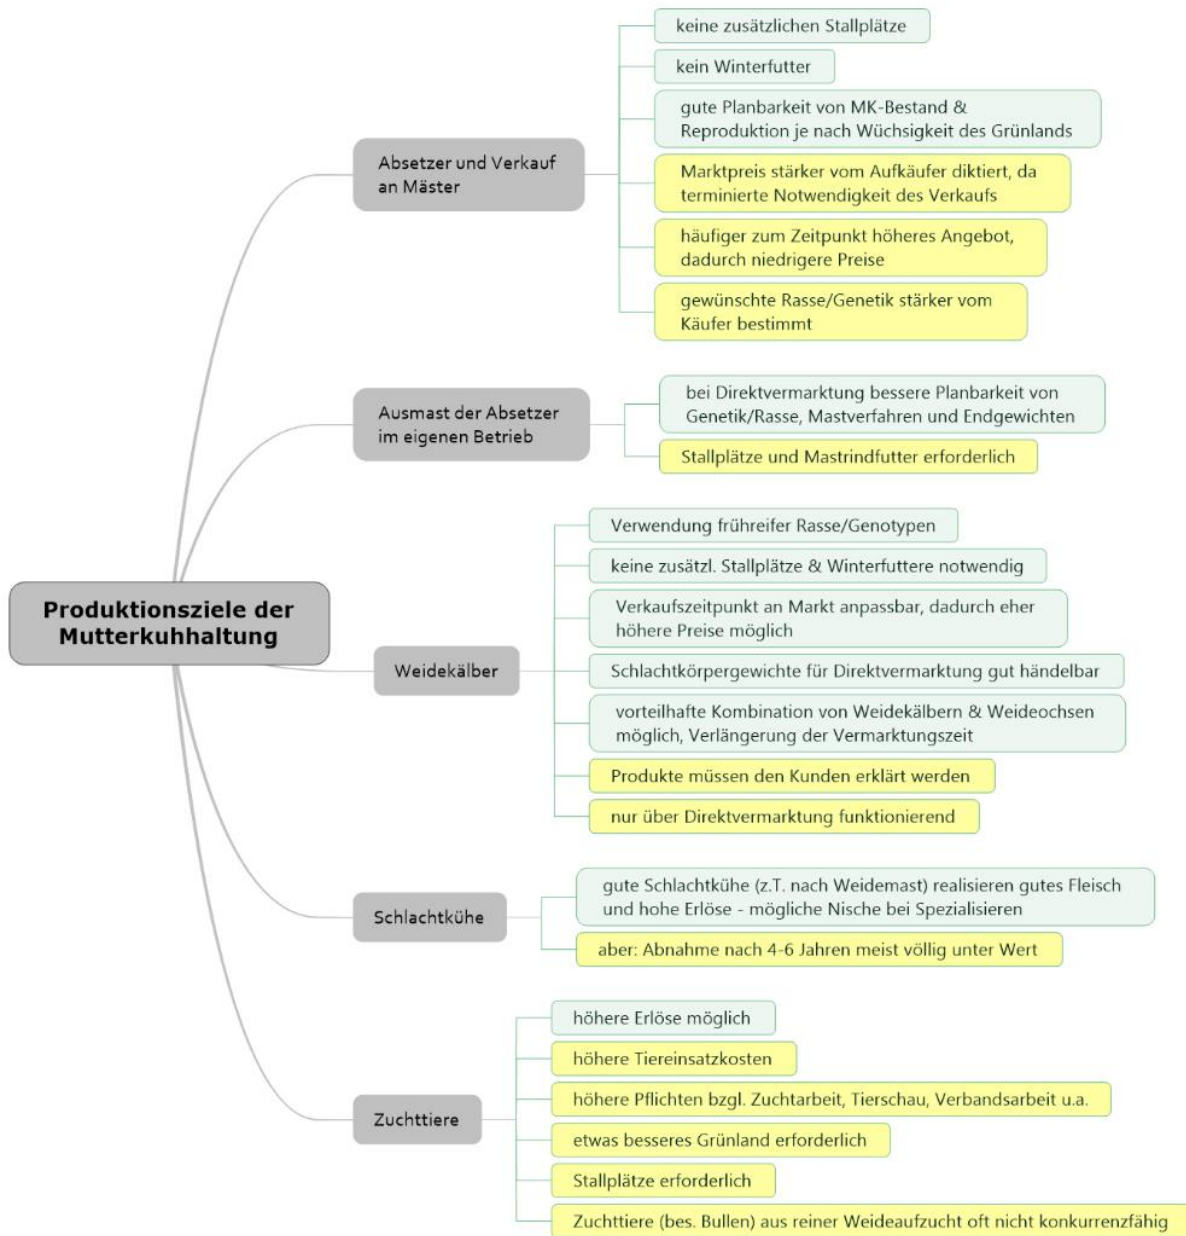 Produktionsziele der
Mutterkuhhaltung
Absetzer und Verkauf
an Mäster
keine zusätzlichen Stallplätze
kein Winterfutter
gute Planbarkeit von MK-Bestand &
Reproduktion je nach Wüchsigkeit des Grünlands
Marktpreis stärker vom Aufkäufer diktiert, da
terminierte Notwendigkeit des Verkaufs
häufiger zum Zeitpunkt höheres Angebot,
dadurch niedrigere Preise
gewünschte Rasse/Genetik stärker vom
Käufer bestimmt
Ausmast der Absetzer
im eigenen Betrieb
bei Direktvermarktung bessere Planbarkeit von
Genetik/Rasse, Mastverfahren und Endgewichten
Stallplätze und Mastrindfutter erforderlich
Weidekälber
Verwendung frühreifer Rasse/Genotypen
keine zusätzl. Stallplätze & Winterfuttere notwendig
Verkaufszeitpunkt an Markt anpassbar, dadurch eher
höhere Preise möglich
Schlachtkörpergewichte für Direktvermarktung gut händelbar
vorteilhafte Kombination von Weidekälbern & Weideochsen
möglich, Verlängerung der Vermarktungszeit
Produkte müssen den Kunden erklärt werden
nur über Direktvermarktung funktionierend
Schlachtkühe
gute Schlachtkühe (z.T. nach Weidemast) realisieren gutes Fleisch
und hohe Erlöse - mögliche Nische bei Spezialisieren
aber: Abnahme nach 4-6 Jahren meist völlig unter Wert
Zuchttiere
höhere Erlöse möglich
höhere Tiereinsatzkosten
höhere Pflichten bzgl. Zuchtarbeit, Tierschau, Verbandsarbeit u.a.
etwas besseres Grünland erforderlich
Stallplätze erforderlich
Zuchttiere (bes. Bullen) aus reiner Weideaufzucht oft nicht konkurrenzfähig